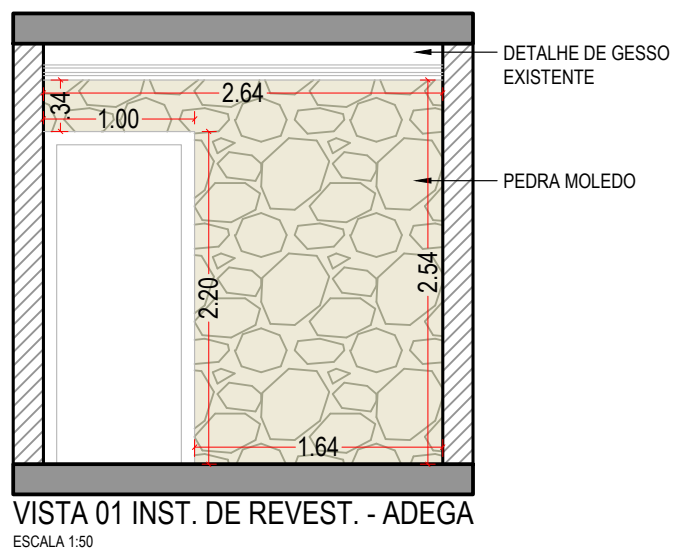 DETALHE DE GESSO
EXISTENTE
.34
2.64
1.00
PEDRA MOLEDO
2.54
2.20
1.64
VISTA 01 INST. DE REVEST. - ADEGA
ESCALA 1:50